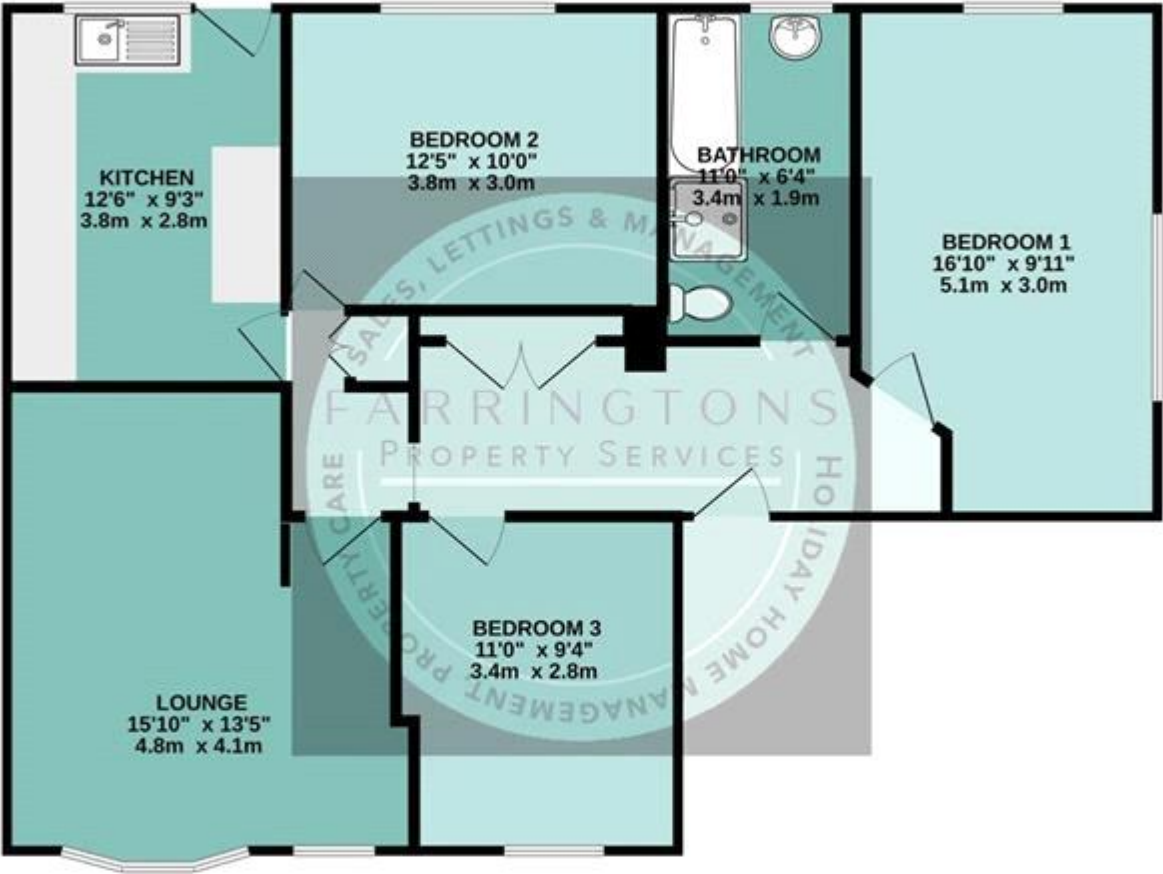 KITCHEN
12'6" x 9'3"
3.8m x 2.8m
BEDROOM 2
12'5" x 10'0"
3.8m x 3.0m
BATHROOM
11'0" x 6'4"
3.4m x 1.9m
BEDROOM 1
16'10" x 9'11"
5.1m x 3.0m
SALES, LETTINGS & MANAGEMENT
FARRINGTONS
PROPERTY SERVICES
HOLIDAY HOME MANAGEMENT PROPERTY CARE
BEDROOM 3
11'0" x 9'4"
3.4m x 2.8m
LOUNGE
15'10" x 13'5"
4.8m x 4.1m